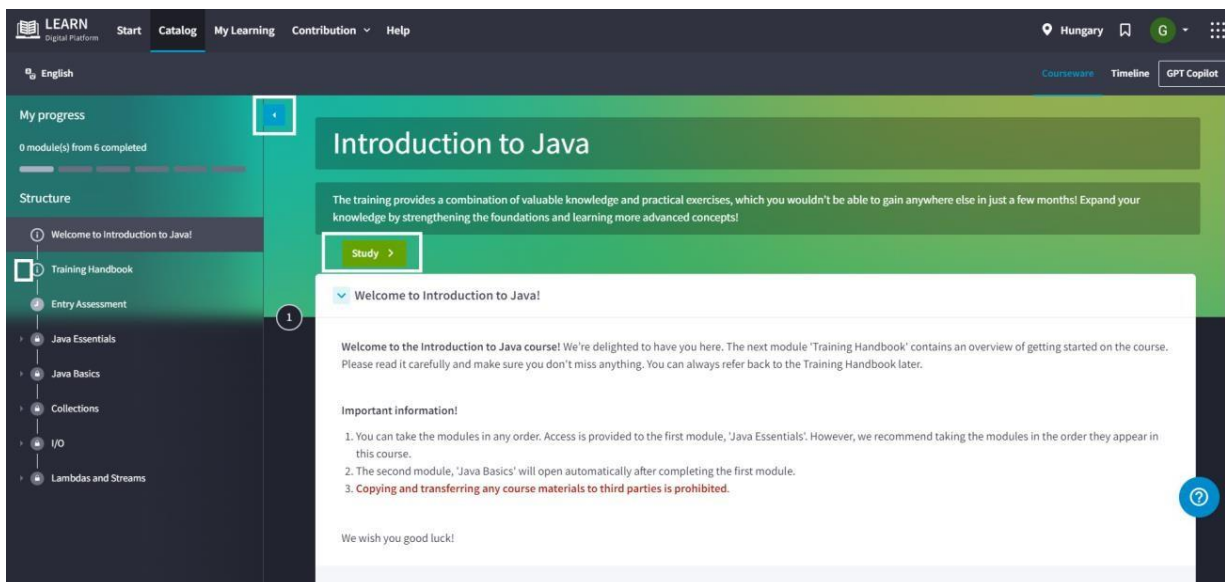 LEARN
Digital Platform
Start Catalog My Learning Contribution Help
Hungary G
English
Courseware Timeline GPT Copilot
My progress
0 module(s) from 6 completed
Structure
Welcome to Introduction to Java!
Training Handbook
Entry Assessment
Java Essentials
Java Basics
Collections
I/O
Lambdas and Streams
Introduction to Java
The training provides a combination of valuable knowledge and practical exercises, which you wouldn't be able to gain anywhere else in just a few months! Expand your
knowledge by strengthening the foundations and learning more advanced concepts!
Study
1
Welcome to Introduction to Java!
Welcome to the Introduction to Java course! We're delighted to have you here. The next module 'Training Handbook' contains an overview of getting started on the course.
Please read it carefully and make sure you don't miss anything. You can always refer back to the Training Handbook later.
Important information!
1. You can take the modules in any order. Access is provided to the first module, 'Java Essentials'. However, we recommend taking the modules in the order they appear in
this course.
2. The second module, 'Java Basics' will open automatically after completing the first module.
3. Copying and transferring any course materials to third parties is prohibited.
We wish you good luck!